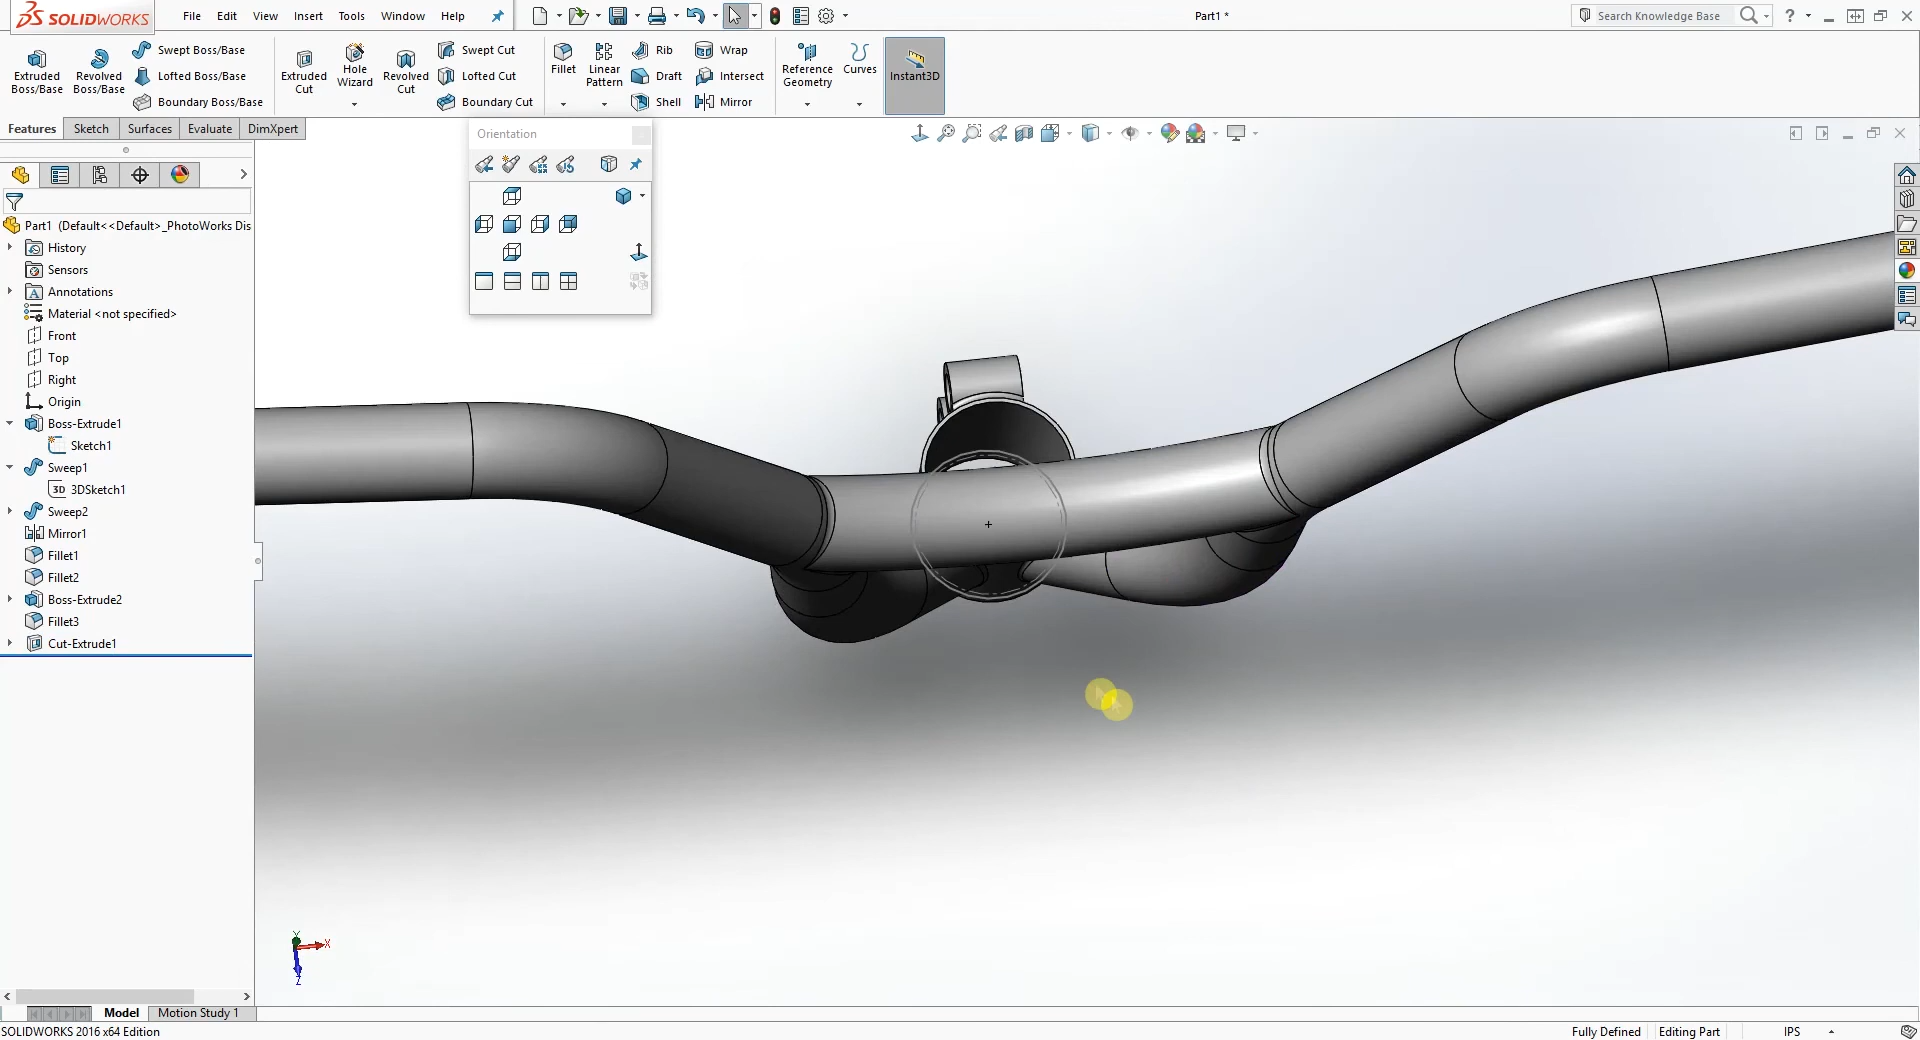 SOLIDWORKS
File Edit View Insert Tools Window Help
Part1 *
Search Knowledge Base
?
Extruded Boss/Base
Revolved Boss/Base
Swept Boss/Base
Lofted Boss/Base
Boundary Boss/Base
Extruded Cut
Hole Wizard
Revolved Cut
Swept Cut
Lofted Cut
Boundary Cut
Fillet
Linear Pattern
Rib
Draft
Shell
Wrap
Intersect
Mirror
Reference Geometry
Curves
Instant3D
Features Sketch Surfaces Evaluate DimXpert
Orientation
Part1 (Default<<Default>_PhotoWorks Dis
History
Sensors
A Annotations
Material <not specified>
Front
Top
Right
Origin
Boss-Extrude1
Sketch1
Sweep1
3D 3DSketch1
Sweep2
Mirror1
Fillet1
Fillet2
Boss-Extrude2
Fillet3
Cut-Extrude1
Y
X
Z
Model Motion Study 1
SOLIDWORKS 2016 x64 Edition
Fully Defined Editing Part IPS